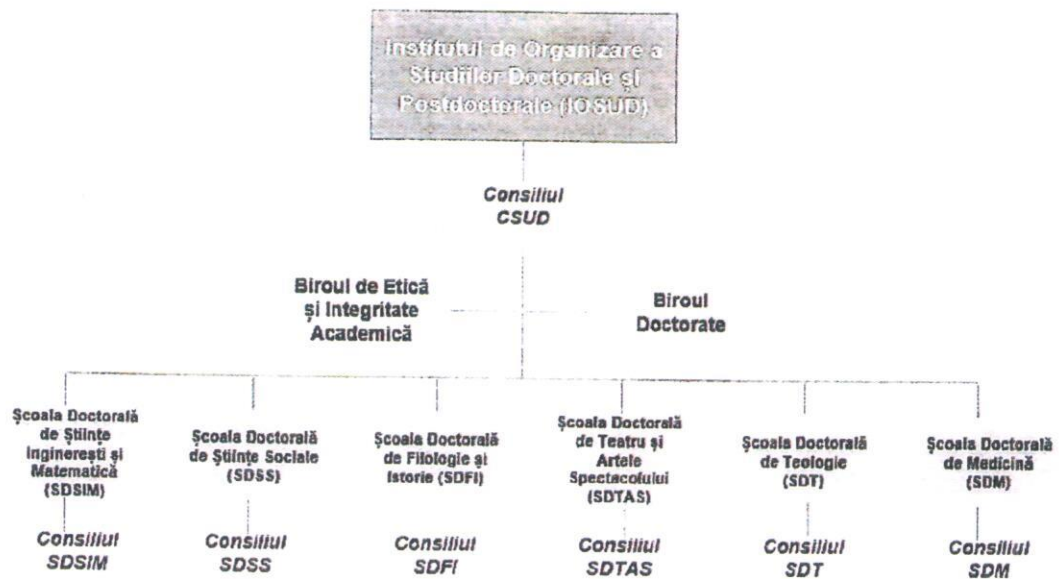 Institutul de Organizare a
Studiilor Doctorale și
Postdoctorale (IOSUD)
Consiliul
CSUD
Biroul de Etică
și Integritate
Academică
Biroul
Doctorate
Școala Doctorală
de Științe
Inginerești și
Matematică
(SDSIM)
Școala Doctorală
de Științe Sociale
(SDSS)
Școala Doctorală
de Filologie și
Istorie (SDFI)
Școala Doctorală
de Teatru și
Artele
Spectacolului
(SDTAS)
Școala Doctorală
de Teologie
(SDT)
Școala Doctorală
de Medicină
(SDM)
Consiliul
SDSIM
Consiliul
SDSS
Consiliul
SDFI
Consiliul
SDTAS
Consiliul
SDT
Consiliul
SDM